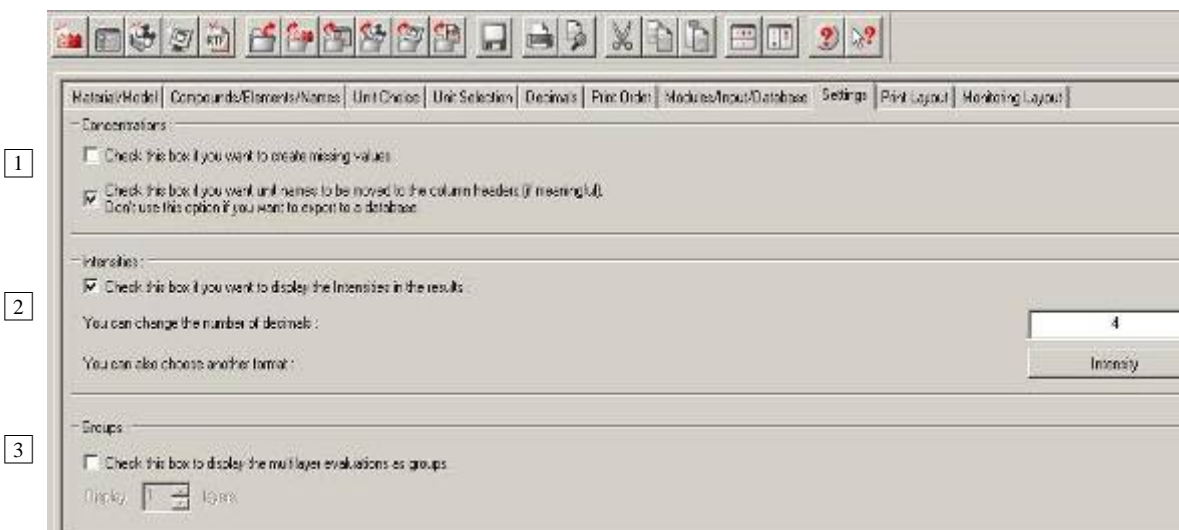 RTF
Material/Model Compounds/Elements/Names Unit Choice Unit Selection Decimals Print Order Modules/Input/Database Settings Print Layout Monitoring Layout
Concentrations :
1
Check this box if you want to create missing values.
Check this box if you want unit names to be moved to the column headers (if meaningful).
Don't use this option if you want to export to a database.
Intensities :
Check this box if you want to display the Intensities in the results :
2
You can change the number of decimals :
4
You can also choose another format :
Intensity
Groups :
3
Check this box to display the multilayer evaluations as groups.
Display 1 layers